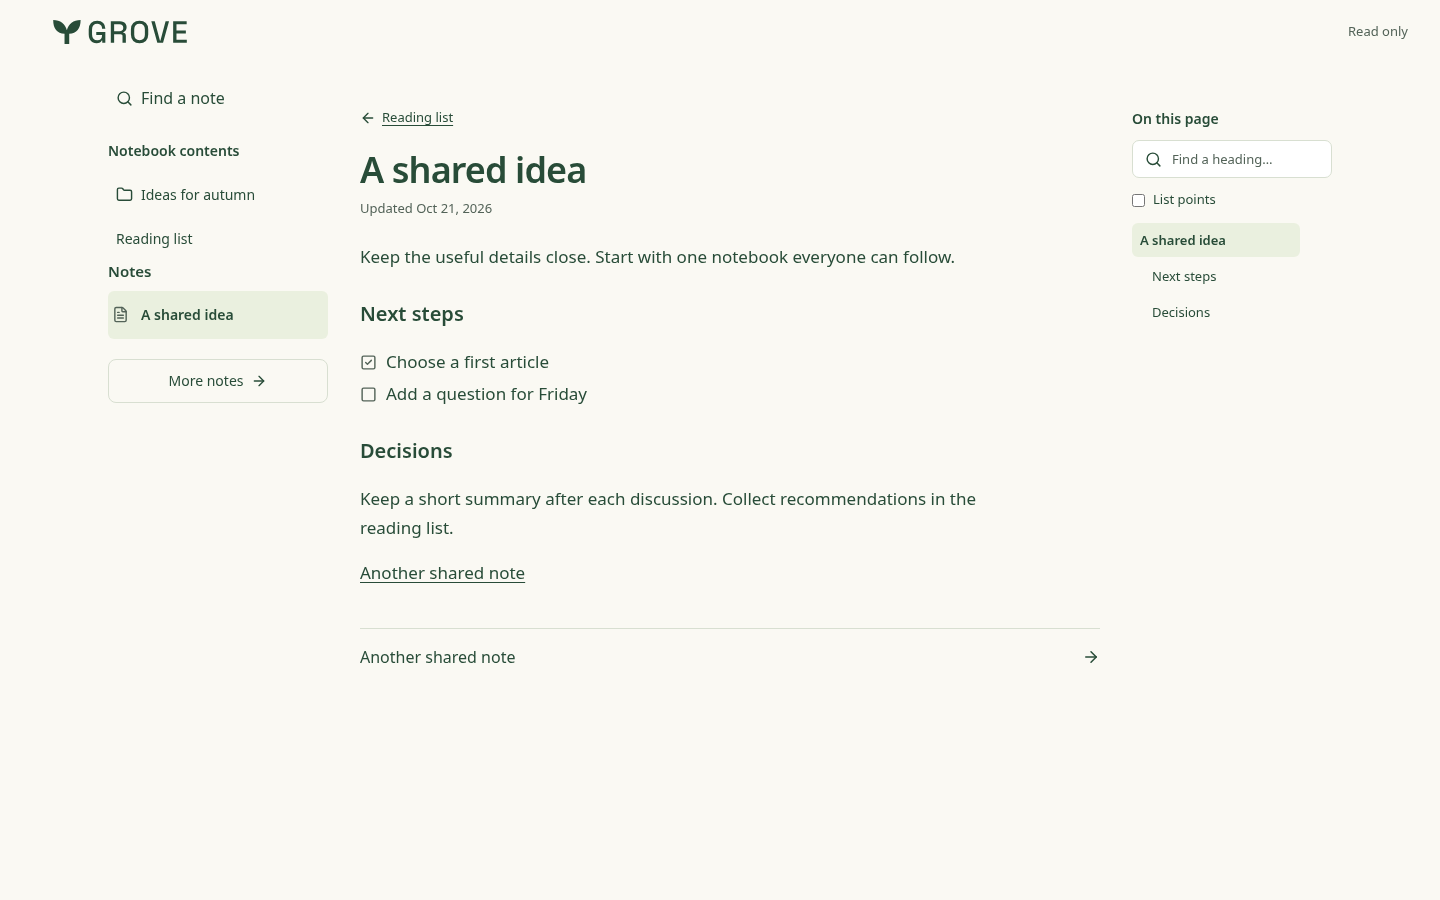 GROVE
Read only
Find a note
Notebook contents
Ideas for autumn
Reading list
Notes
A shared idea
More notes
Reading list
A shared idea
Updated Oct 21, 2026
Keep the useful details close. Start with one notebook everyone can follow.
Next steps
Choose a first article
Add a question for Friday
Decisions
Keep a short summary after each discussion. Collect recommendations in the
reading list.
Another shared note
Another shared note
On this page
Find a heading...
List points
A shared idea
Next steps
Decisions